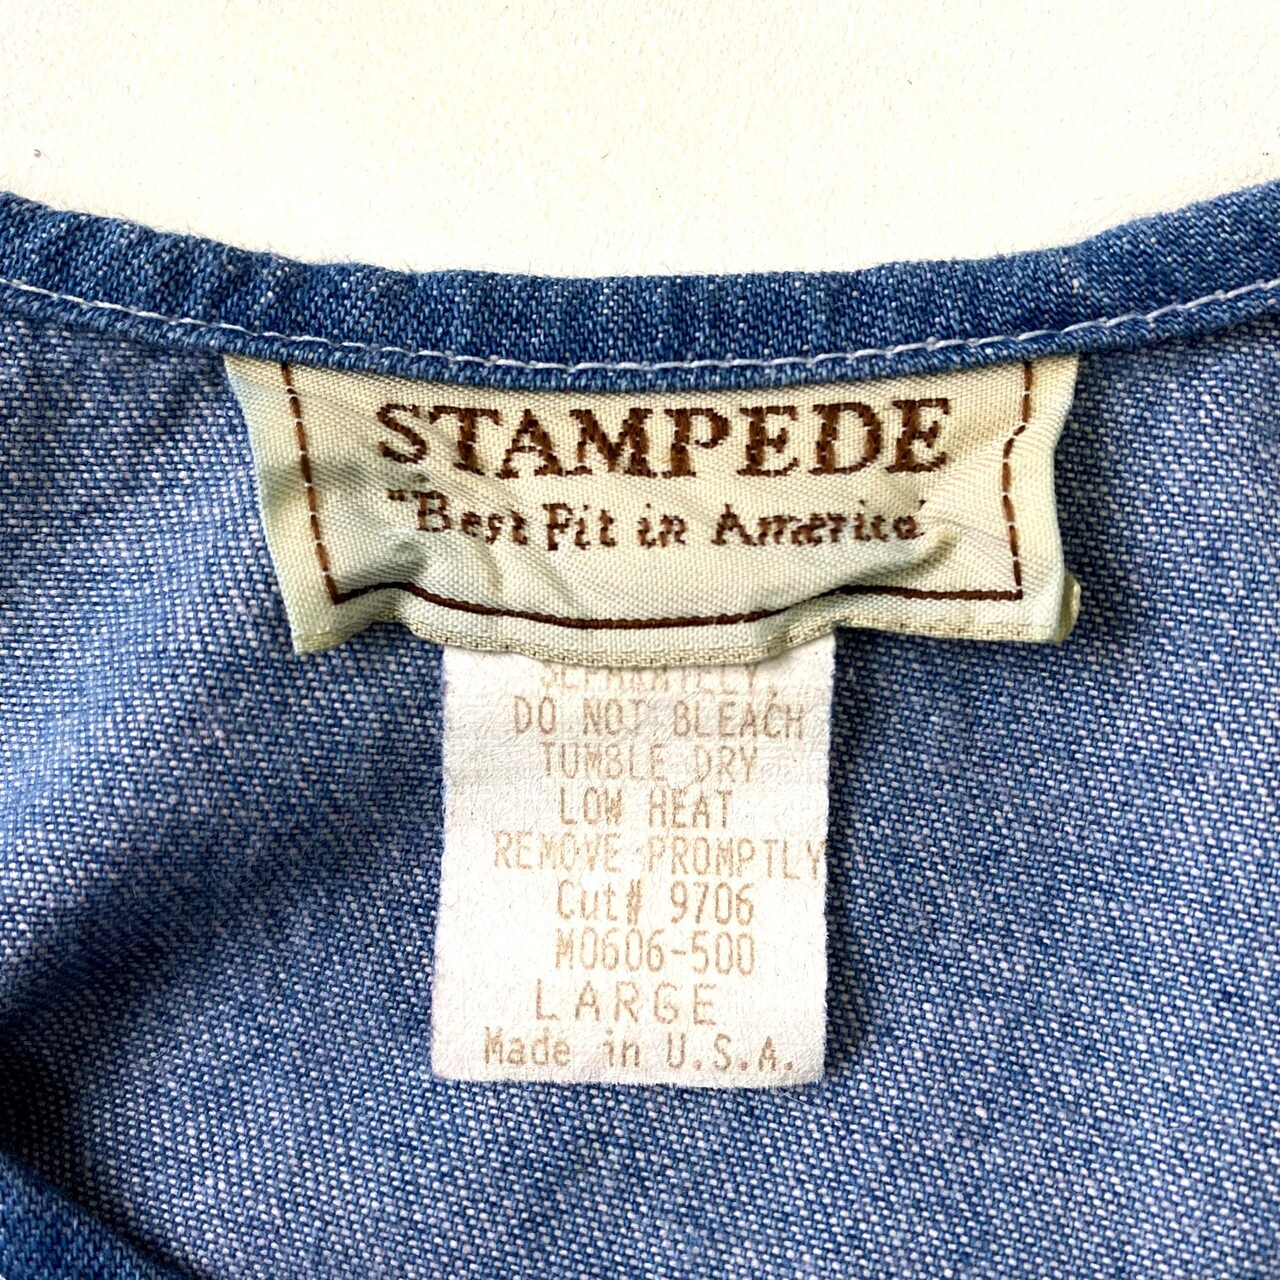 STAMPEDE
"Best Fit in America"
SEPARATELY,
DO NOT BLEACH
TUMBLE DRY
LOW HEAT
REMOVE PROMPTLY
Cut# 9706
M0606-500
LARGE
Made in U.S.A.